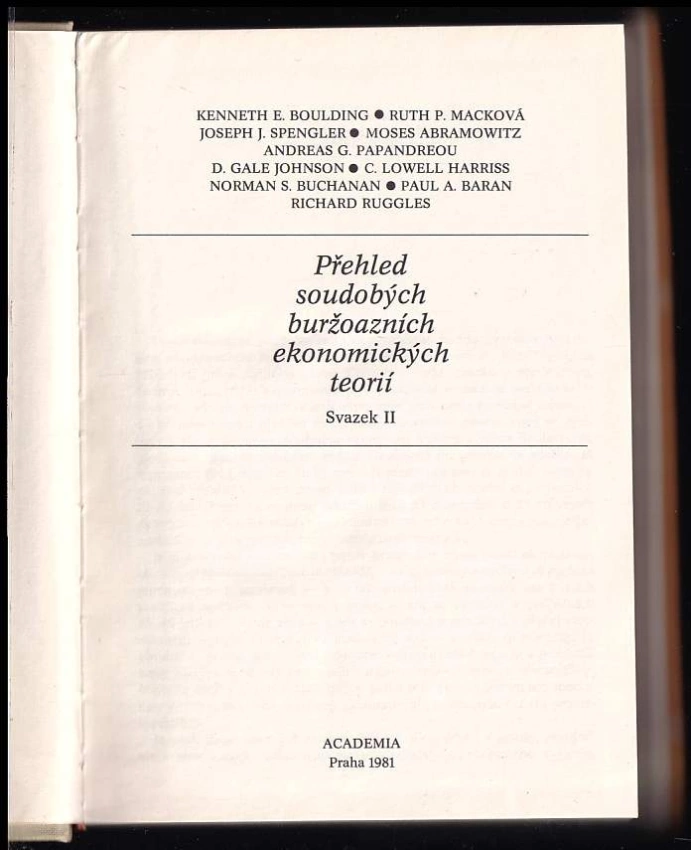 KENNETH E. BOULDING ● RUTH P. MACKOVÁ
JOSEPH J. SPENGLER ● MOSES ABRAMOWITZ
ANDREAS G. PAPANDREOU
D. GALE JOHNSON ● C. LOWELL HARRISS
NORMAN S. BUCHANAN ● PAUL A. BARAN
RICHARD RUGGLES
Přehled
soudobých
buržoazních
ekonomických
teorií
Svazek II
ACADEMIA
Praha 1981